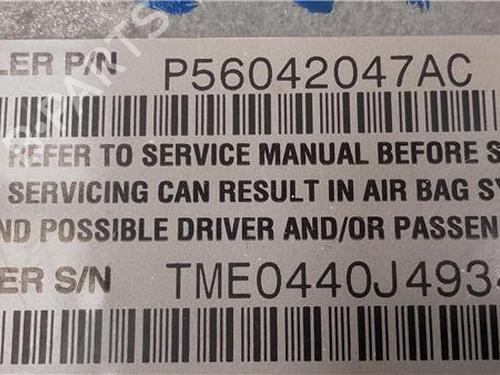 LER P/N P56042047AC
REFER TO SERVICE MANUAL BEFORE S
SERVICING CAN RESULT IN AIR BAG SY
ND POSSIBLE DRIVER AND/OR PASSEN
ER S/N TME0440J4934